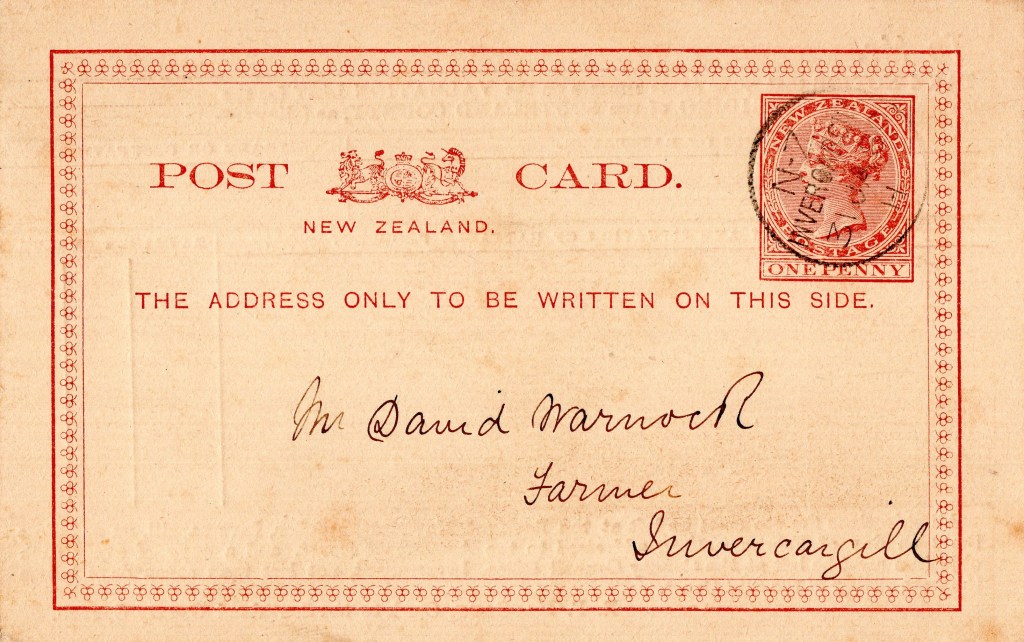 POST CARD.
NEW ZEALAND.
NEW ZEALAND
POSTAGE
ONE PENNY
THE ADDRESS ONLY TO BE WRITTEN ON THIS SIDE.
Mr David Warnock
Farmer
Invercargill